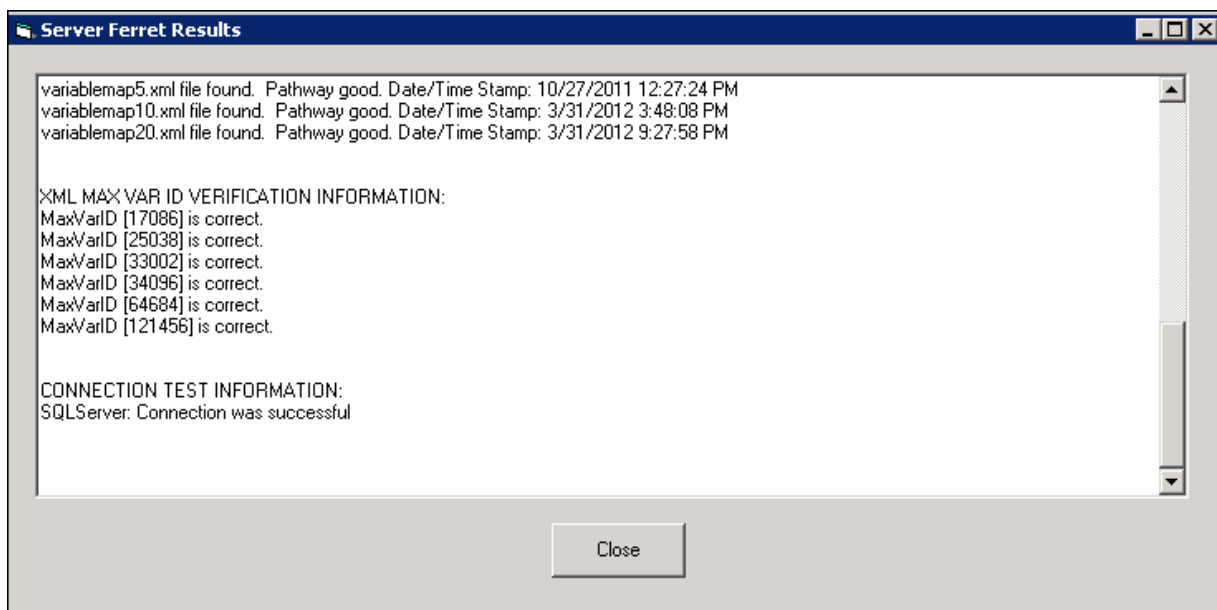 Server Ferret Results
variablemap5.xml file found.  Pathway good. Date/Time Stamp: 10/27/2011 12:27:24 PM
variablemap10.xml file found.  Pathway good. Date/Time Stamp: 3/31/2012 3:48:08 PM
variablemap20.xml file found.  Pathway good. Date/Time Stamp: 3/31/2012 9:27:58 PM
XML MAX VAR ID VERIFICATION INFORMATION:
MaxVarID [17086] is correct.
MaxVarID [25038] is correct.
MaxVarID [33002] is correct.
MaxVarID [34096] is correct.
MaxVarID [64684] is correct.
MaxVarID [121456] is correct.
CONNECTION TEST INFORMATION:
SQLServer: Connection was successful
Close